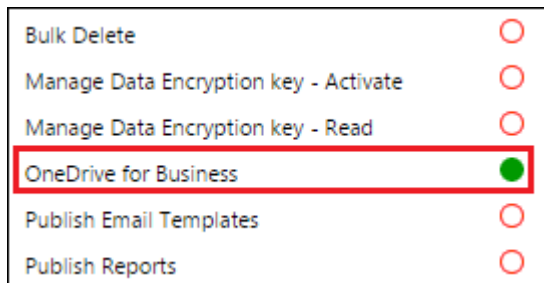 Bulk Delete
Manage Data Encryption key - Activate
Manage Data Encryption key - Read
OneDrive for Business
Publish Email Templates
Publish Reports